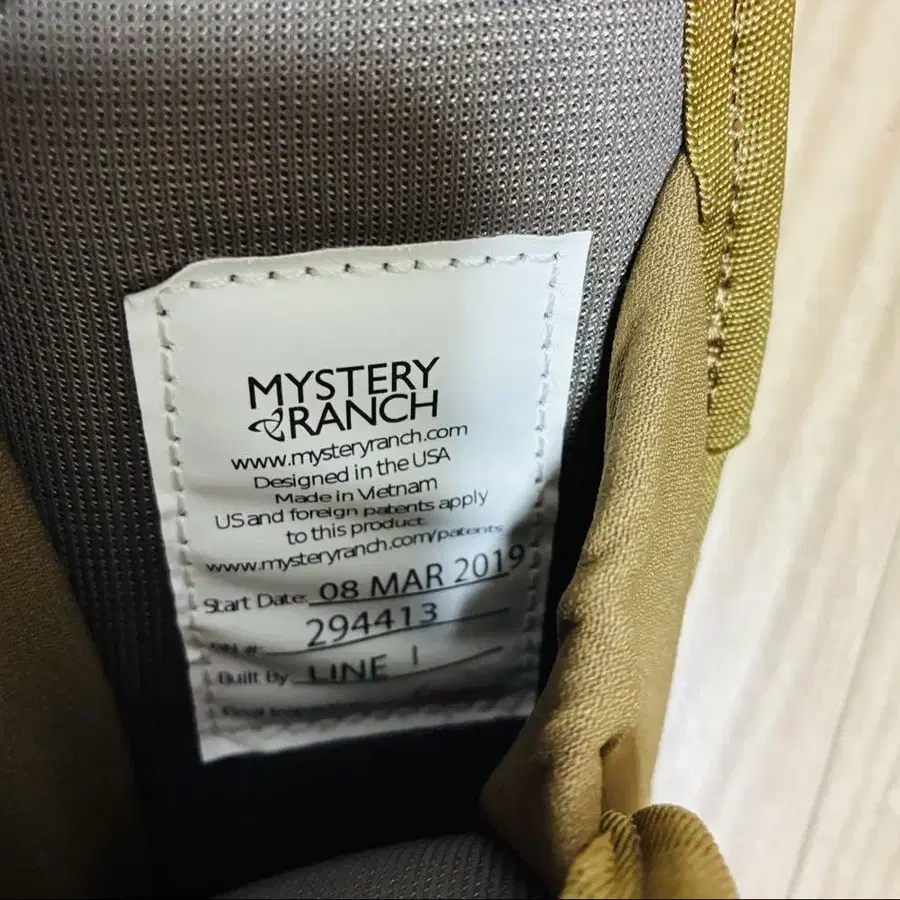 MYSTERY
RANCH
www.mysteryranch.com
Designed in the USA
Made in Vietnam
US and foreign patents apply
to this product.
www.mysteryranch.com/patents
Start Date: 08 MAR 2019
294413
Built By: LINE 1